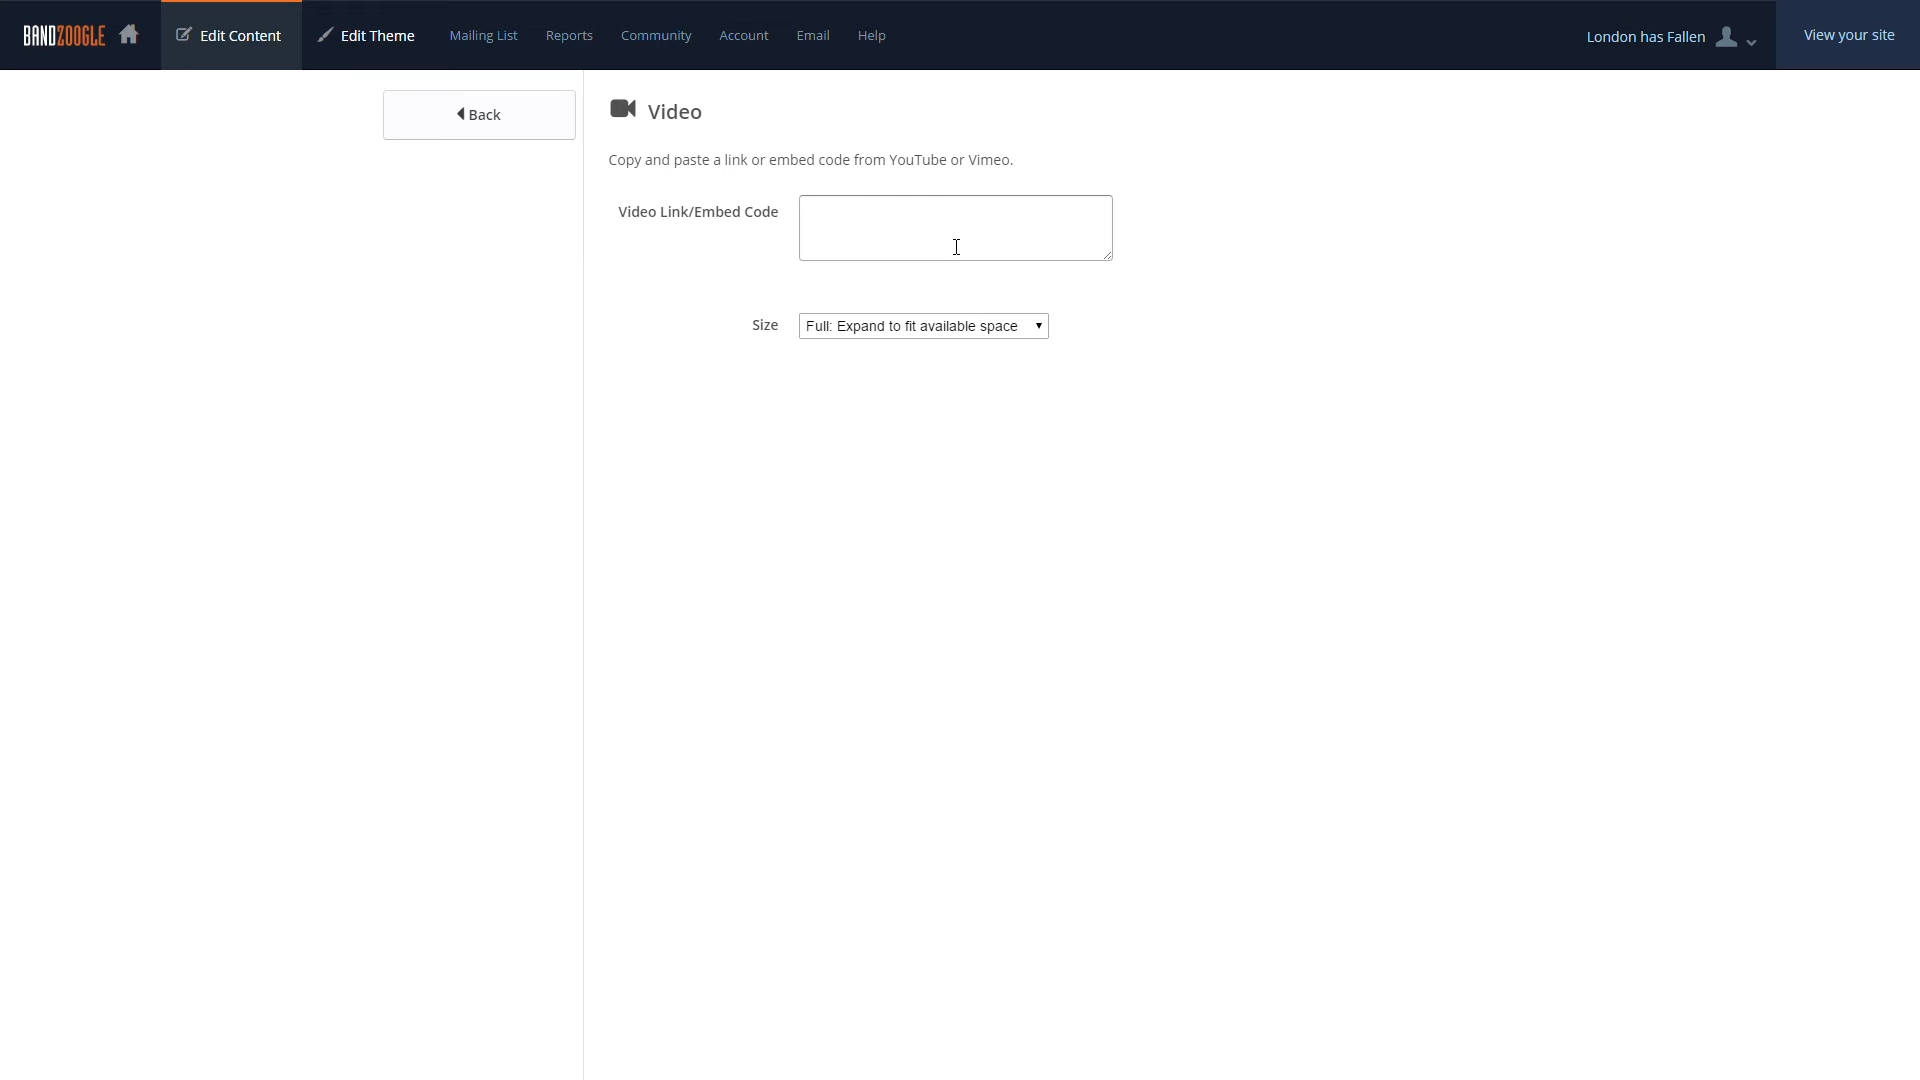 BANDZOOGLE Edit Content Edit Theme Mailing List Reports Community Account Email Help London has Fallen View your site
Back
Video
Copy and paste a link or embed code from YouTube or Vimeo.
Video Link/Embed Code
Size Full: Expand to fit available space